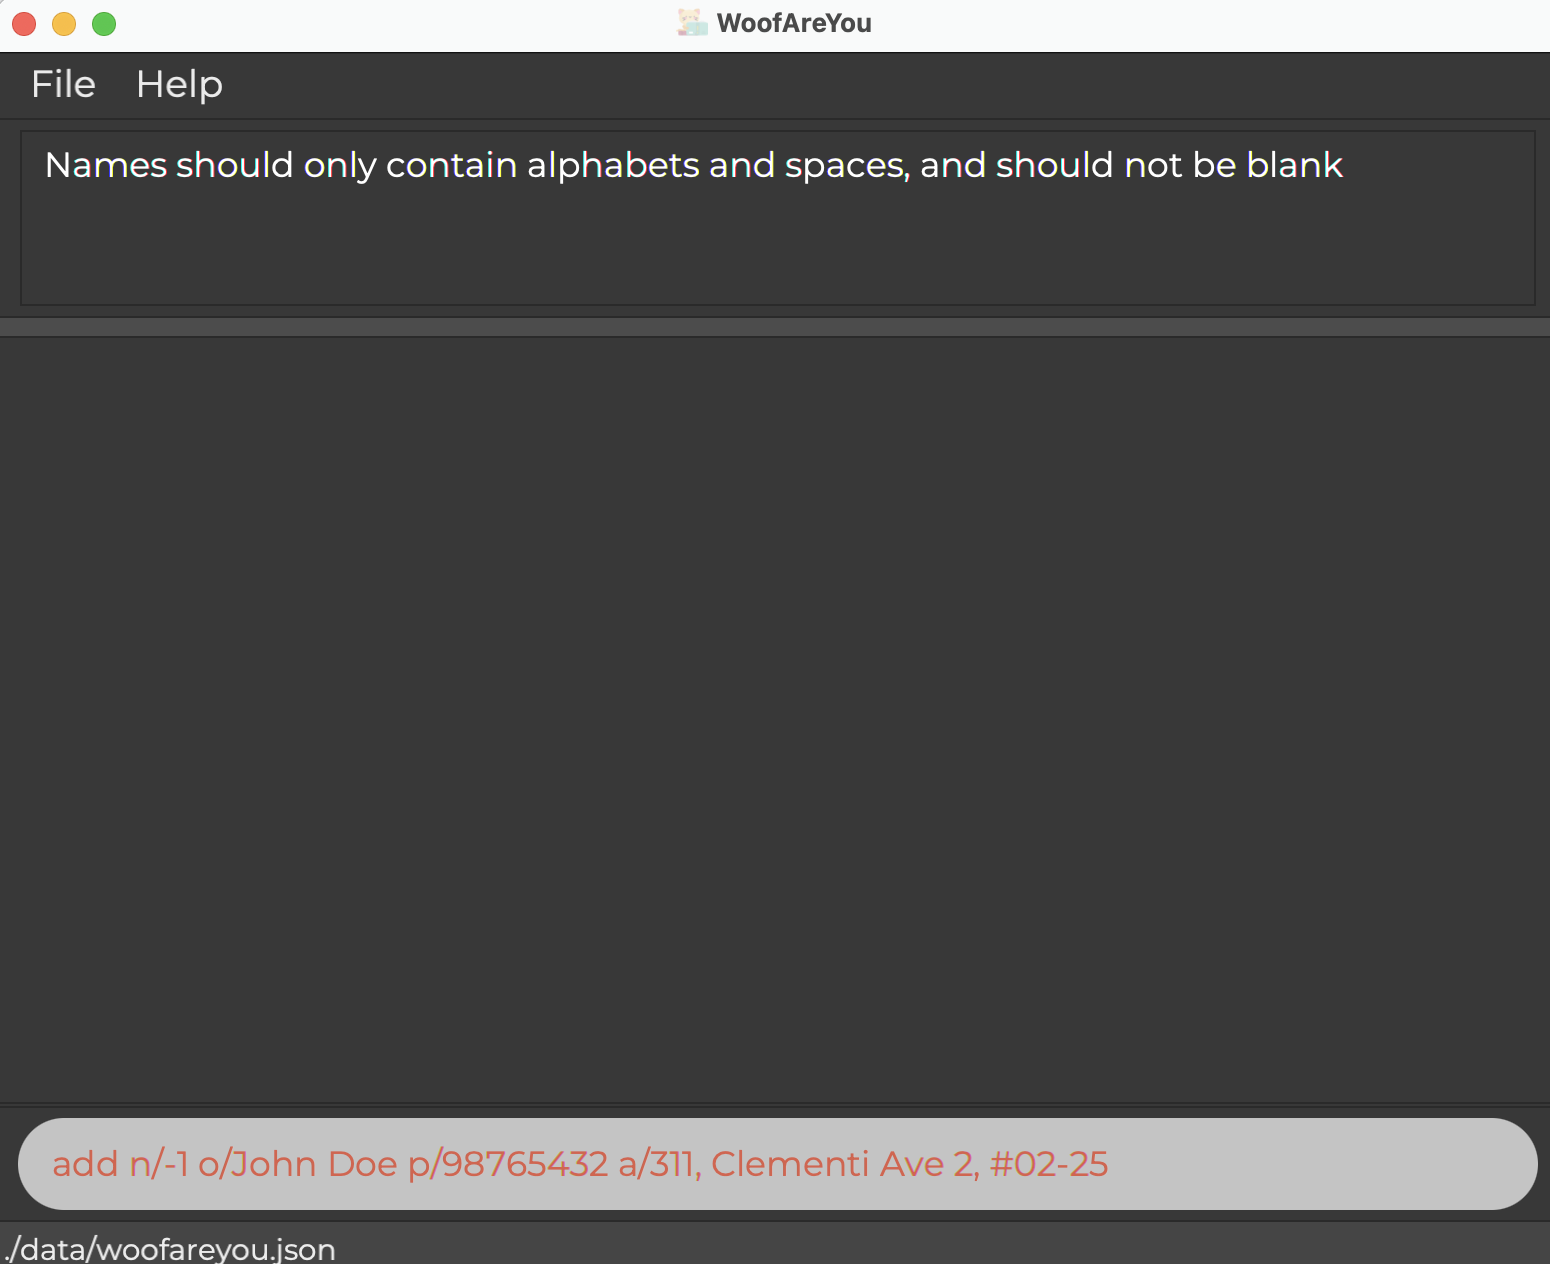 WoofAreYou
File Help
Names should only contain alphabets and spaces, and should not be blank
add n/-1 o/John Doe p/98765432 a/311, Clementi Ave 2, #02-25
./data/woofareyou.json